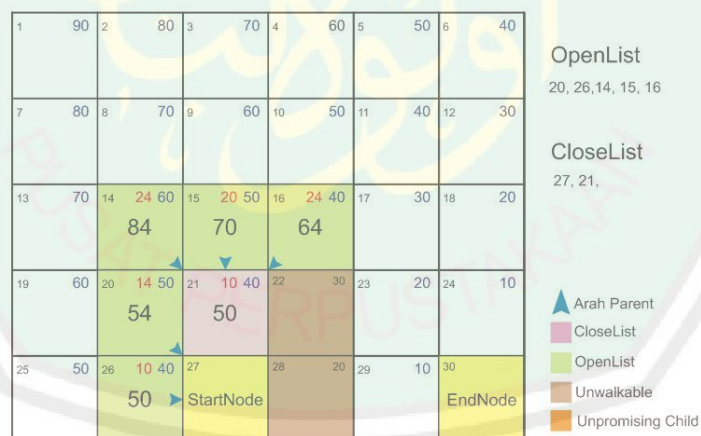 1 90 2 80 3 70 4 60 5 50 6 40
OpenList
20, 26,14, 15, 16
7 80 8 70 9 60 10 50 11 40 12 30
CloseList
27, 21,
13 70 14 24 60 15 20 50 16 24 40 17 30 18 20
84 70 64
19 60 20 14 50 21 10 40 22 30 23 20 24 10
54 50
Arah Parent
CloseList
OpenList
Unwalkable
Unpromising Child
25 50 26 10 40 27 28 20 29 10 30
50 StartNode EndNode
PUSAT PERPUSTAKAAN